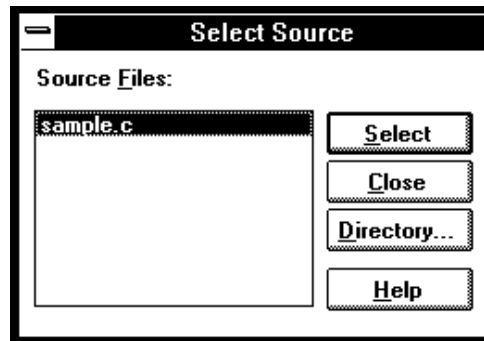 Select Source
Source Files:
sample.c
Select
Close
Directory...
Help